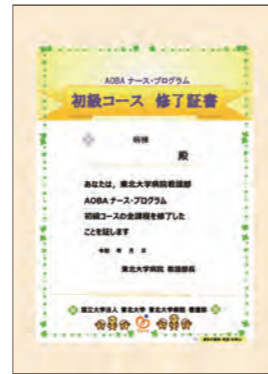 AOBA ナース・プログラム
初級コース 修了証書
病棟
殿
あなたは，東北大学病院看護部
AOBA ナース・プログラム
初級コースの全課程を修了した
ことを証します
令和 年 月 日
東北大学病院 看護部長
国立大学法人 東北大学 東北大学病院 看護部